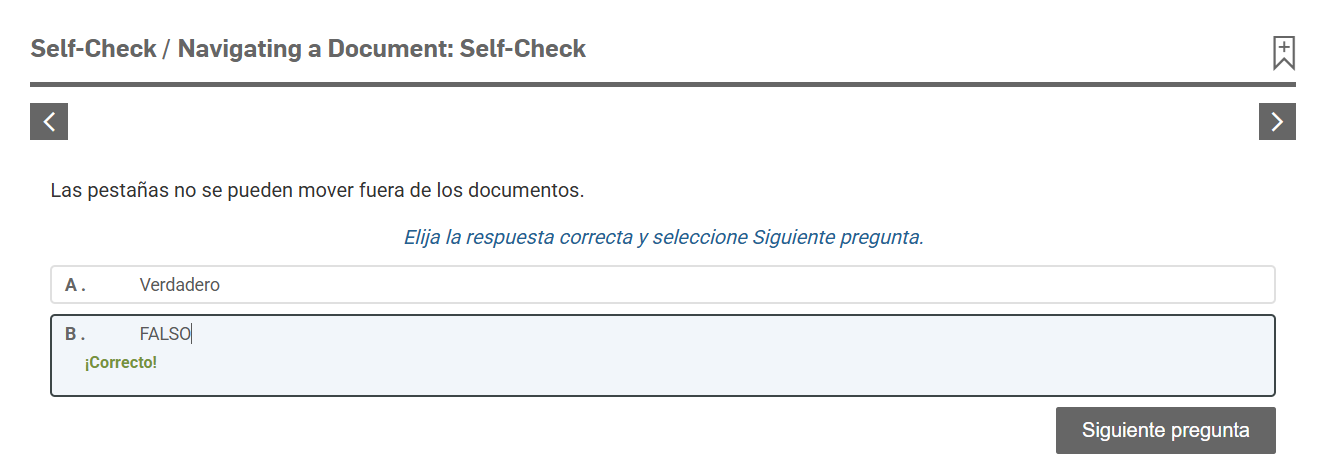 Self-Check / Navigating a Document: Self-Check
Las pestañas no se pueden mover fuera de los documentos.
Elija la respuesta correcta y seleccione Siguiente pregunta.
A . Verdadero
B . FALSO
¡Correcto!
Siguiente pregunta